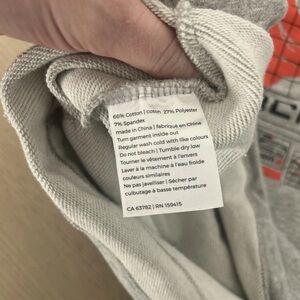 66% Cotton | coton 27% Polyester
7% Spandex
made in China | fabriqué en Chine
Turn garment inside out
Regular wash cold with like colours
Do not bleach | Tumble dry low
Tourner le vêtement à l'envers
Laver à la machine à l'eau froide
couleurs similaires
Ne pas javelliser | Sécher par
culbutage à basse température
CA 63782 | RN 159415